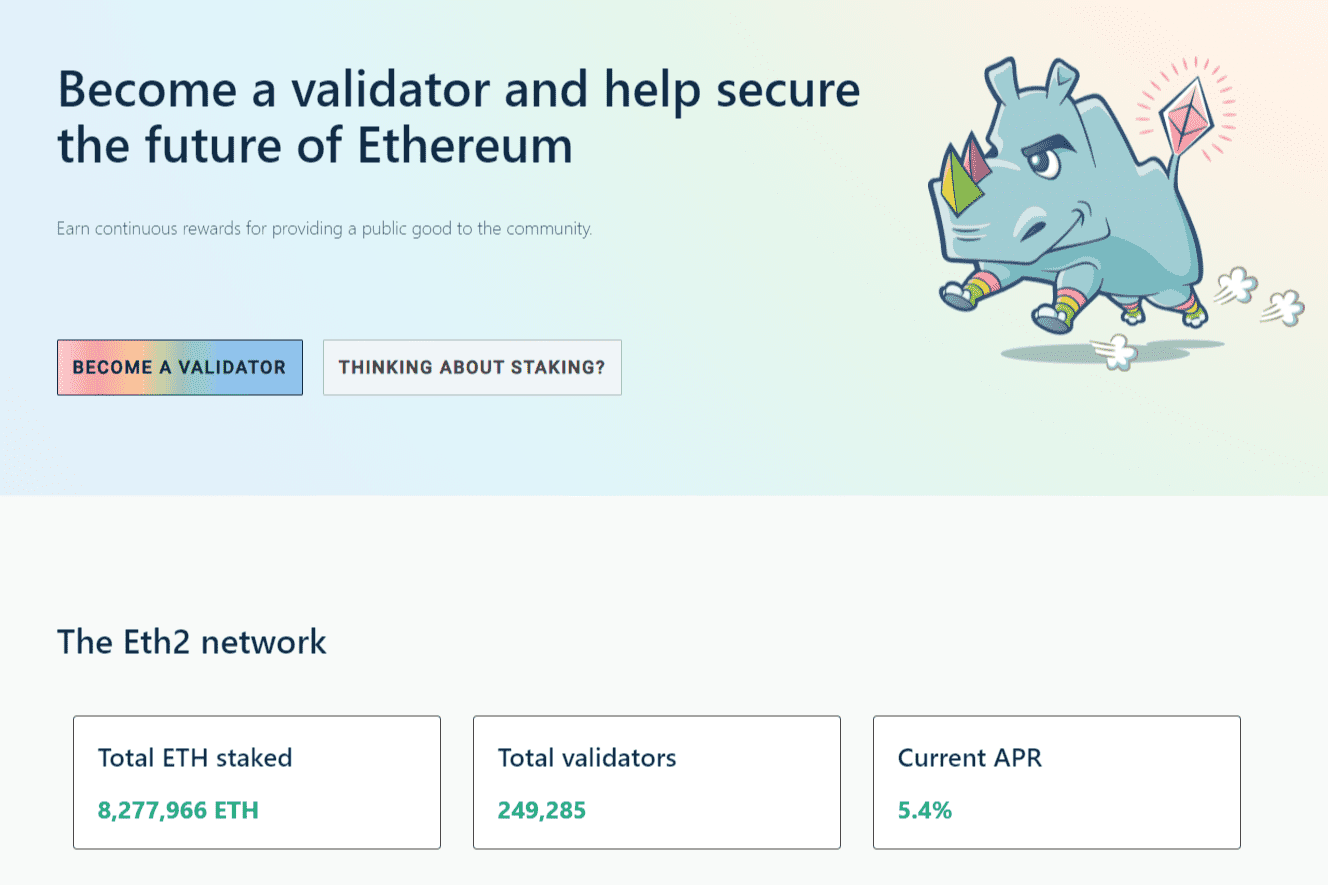 Become a validator and help secure
the future of Ethereum
Earn continuous rewards for providing a public good to the community.
BECOME A VALIDATOR
THINKING ABOUT STAKING?
The Eth2 network
Total ETH staked
8,277,966 ETH
Total validators
249,285
Current APR
5.4%